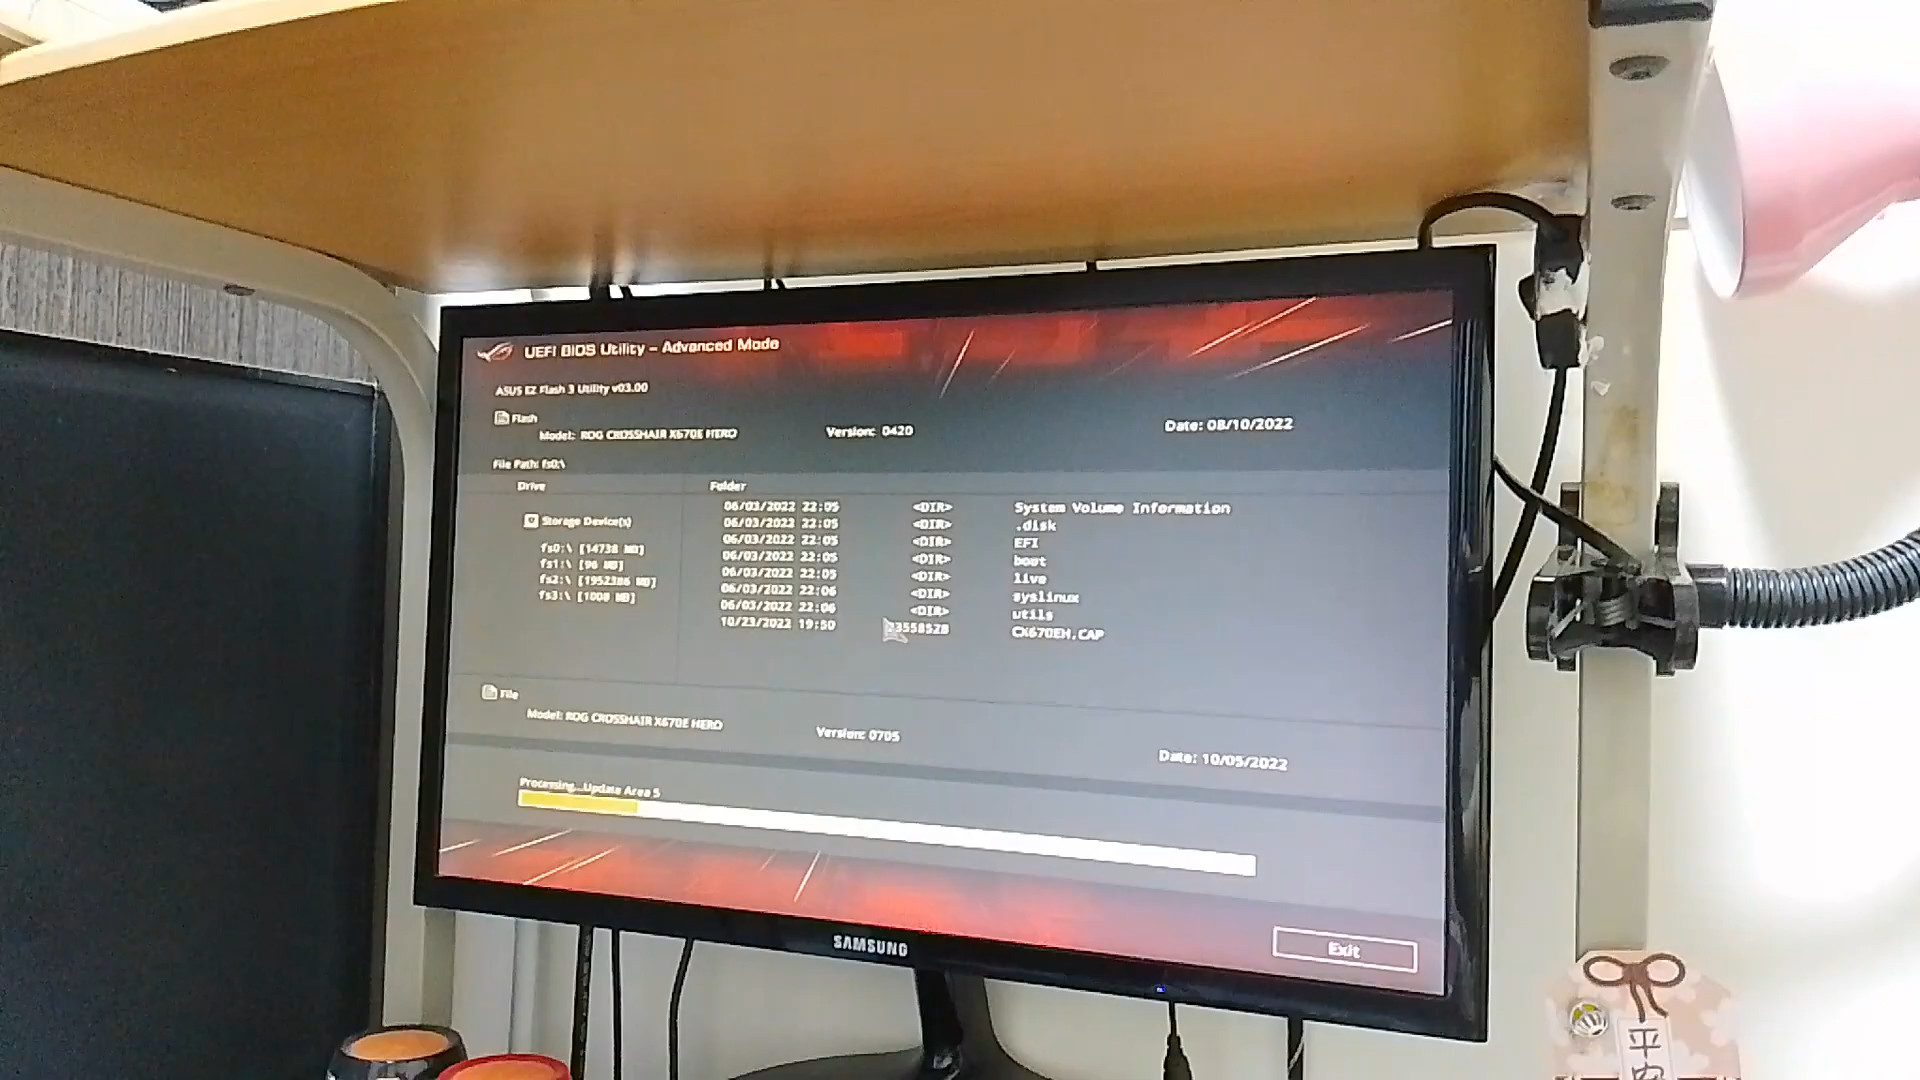 UEFI BIOS Utility – Advanced Mode
ASUS EZ Flash 3 Utility v03.00
Flash
Model: ROG CROSSHAIR X670E HERO Version: 0420 Date: 08/10/2022
File Path: fs0:\
Drive Folder
Storage Device(s)
fs0:\ [14738 MB]
fs1:\ [96 MB]
fs2:\ [1952386 MB]
fs3:\ [1008 MB]
06/03/2022 22:05 <DIR> System Volume Information
06/03/2022 22:05 <DIR> .disk
06/03/2022 22:05 <DIR> EFI
06/03/2022 22:05 <DIR> boot
06/03/2022 22:05 <DIR> live
06/03/2022 22:06 <DIR> syslinux
06/03/2022 22:06 <DIR> utils
10/23/2022 19:50 CX670EH.CAP
File
Model: ROG CROSSHAIR X670E HERO Version: 0705 Date: 10/05/2022
Processing...Update Area 5
Exit
SAMSUNG
平安